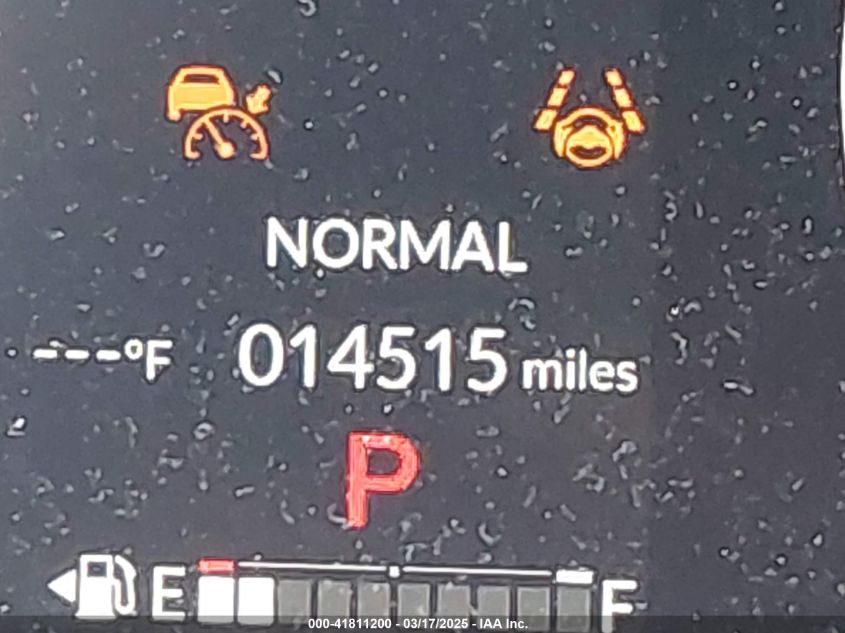 NORMAL
---°F 014515 miles
P
E F
000-41811200 - 03/17/2025 - IAA Inc.